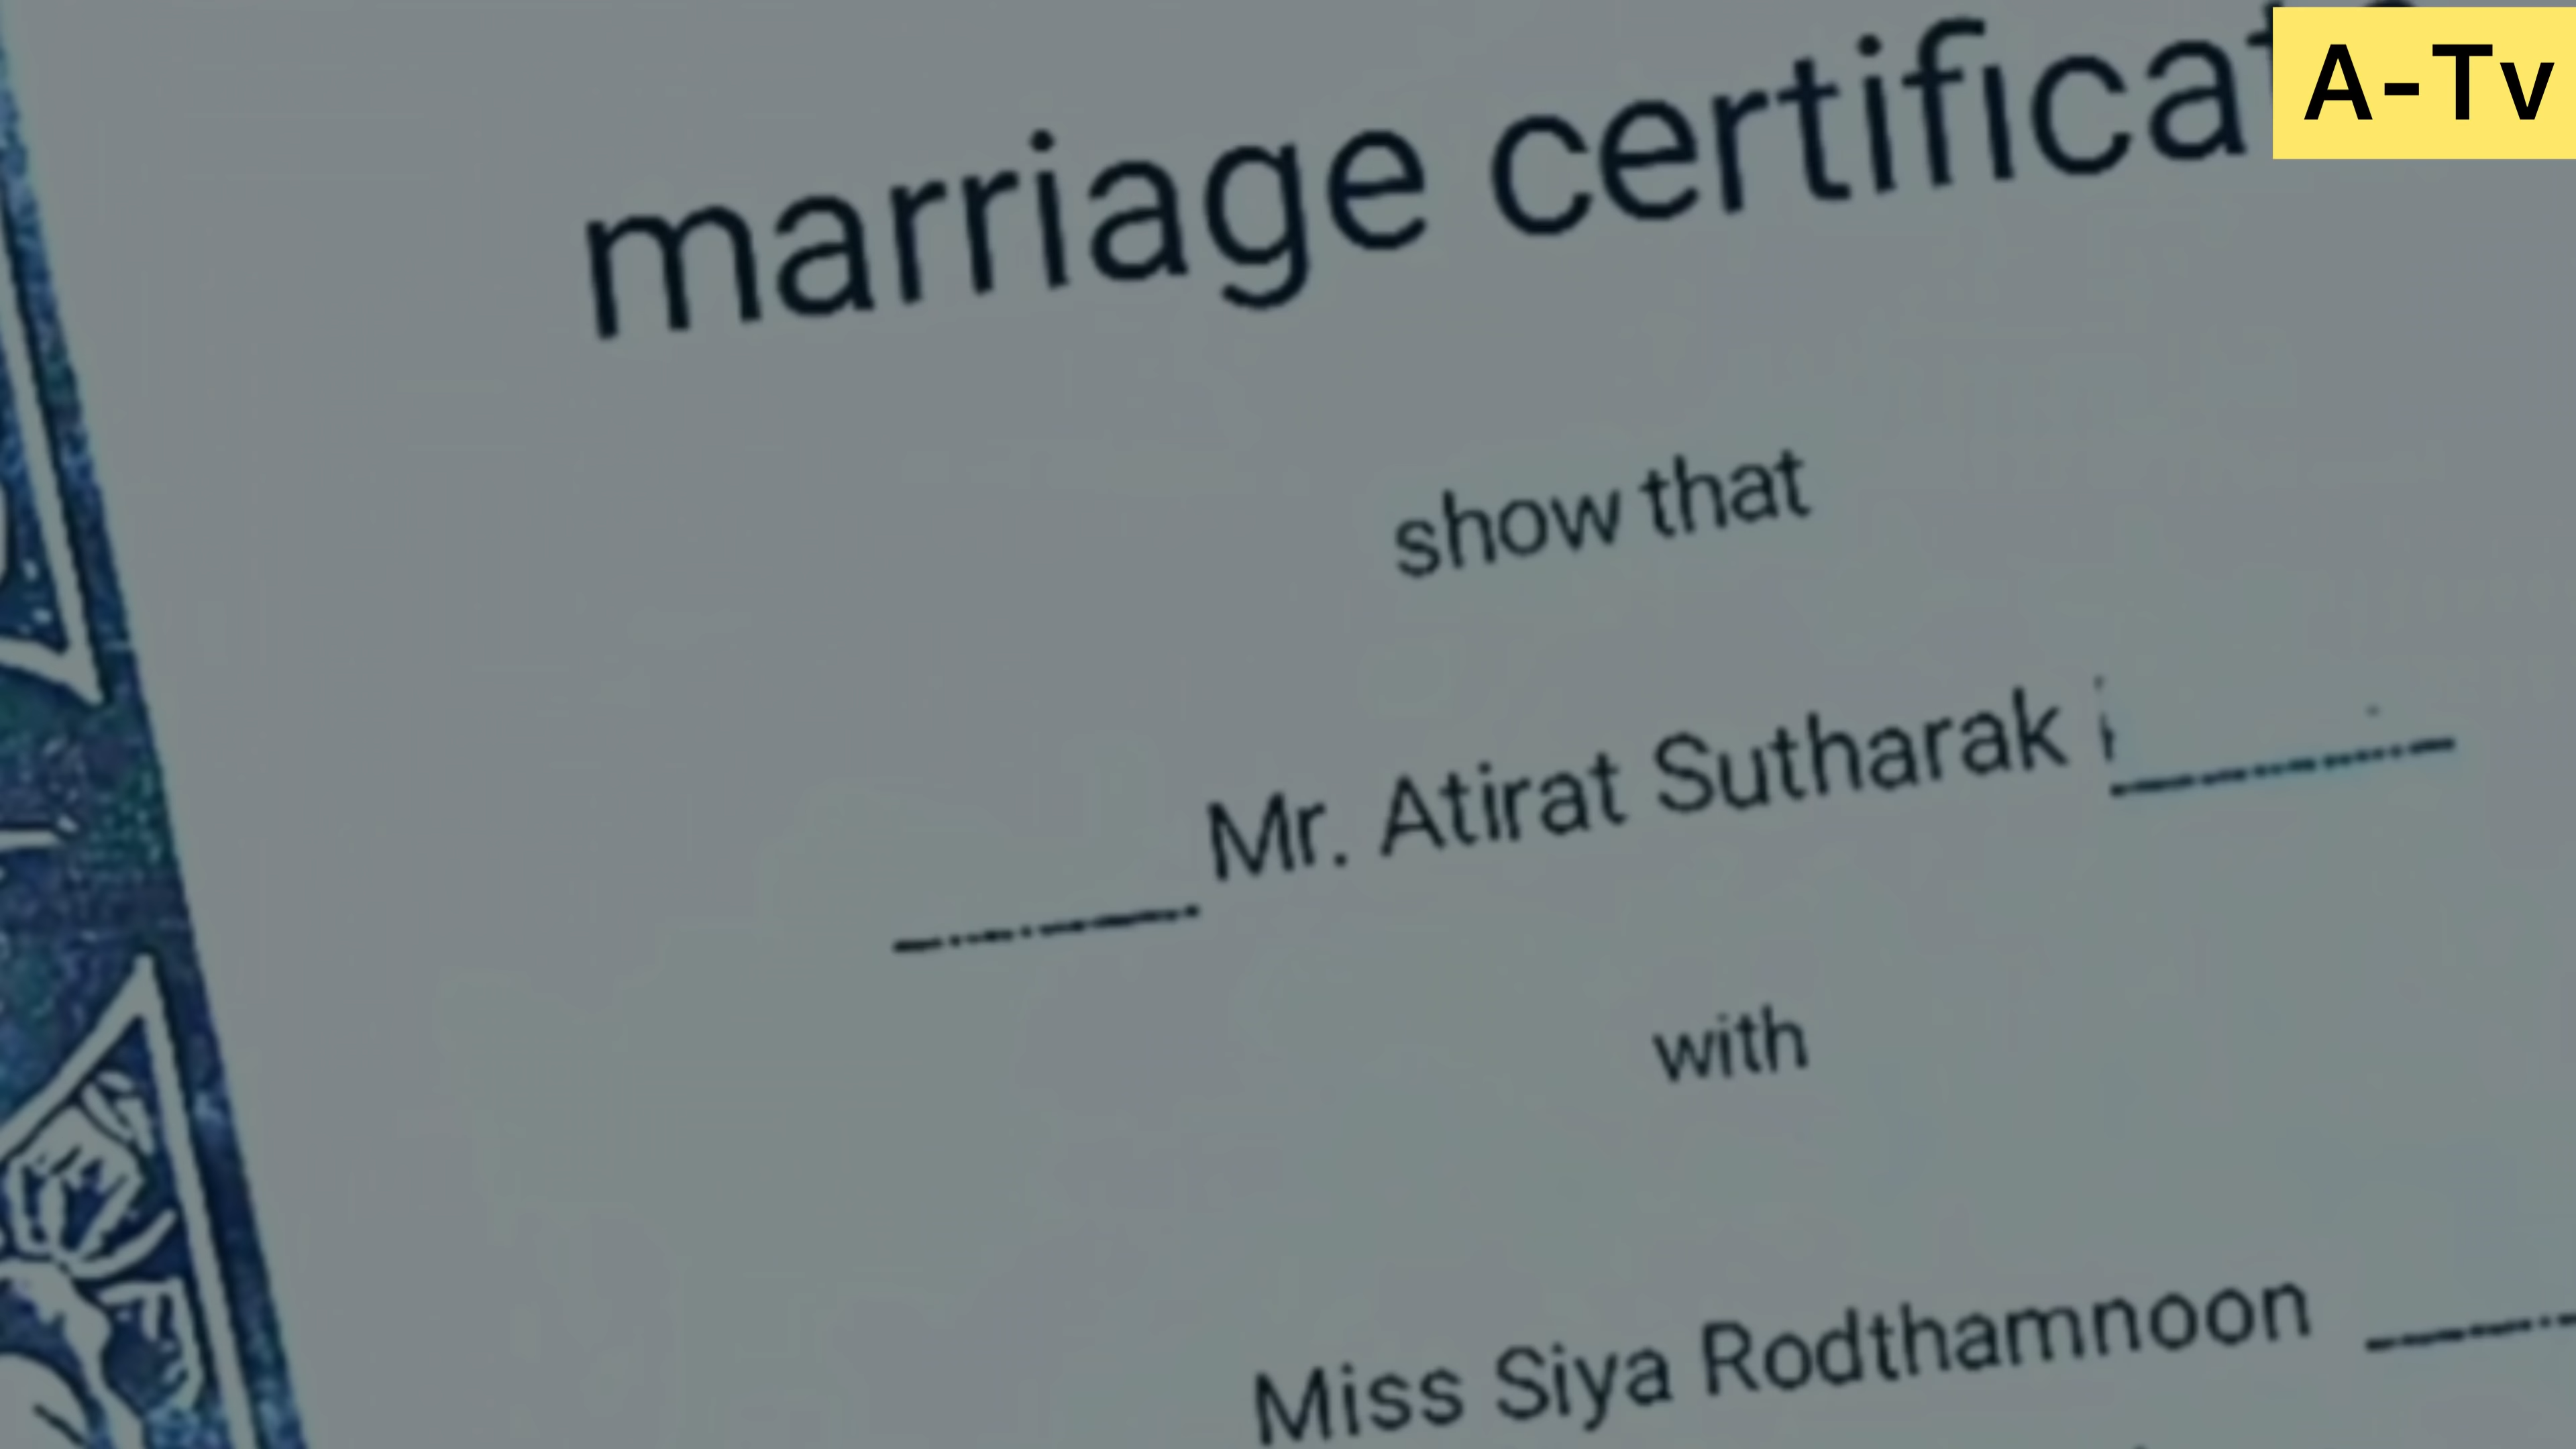 A-Tv
marriage certificat
show that
Mr. Atirat Sutharak
with
Miss Siya Rodthamnoon